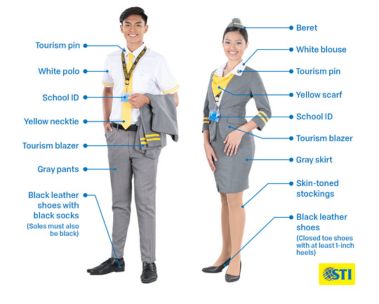 Tourism pin
White polo
School ID
Yellow necktie
Tourism blazer
Gray pants
Black leather
shoes with
black socks
(Soles must also
be black)
Beret
White blouse
Tourism pin
Yellow scarf
School ID
Tourism blazer
Gray skirt
Skin-toned
stockings
Black leather
shoes
(Closed toe shoes
with at least 1-inch
heels)
STI